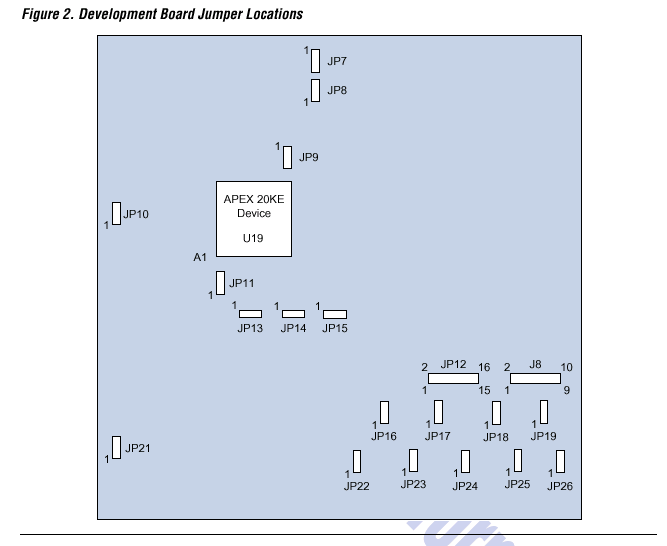 Figure 2. Development Board Jumper Locations
1
JP7
JP8
1
1
JP9
APEX 20KE
Device
U19
JP10
1
A1
JP11
1
1 1 1
JP13 JP14 JP15
2 JP12 16 2 J8 10
1 15 1 9
1 1 1 1
JP16 JP17 JP18 JP19
JP21
1
1 1 1 1 1
JP22 JP23 JP24 JP25 JP26